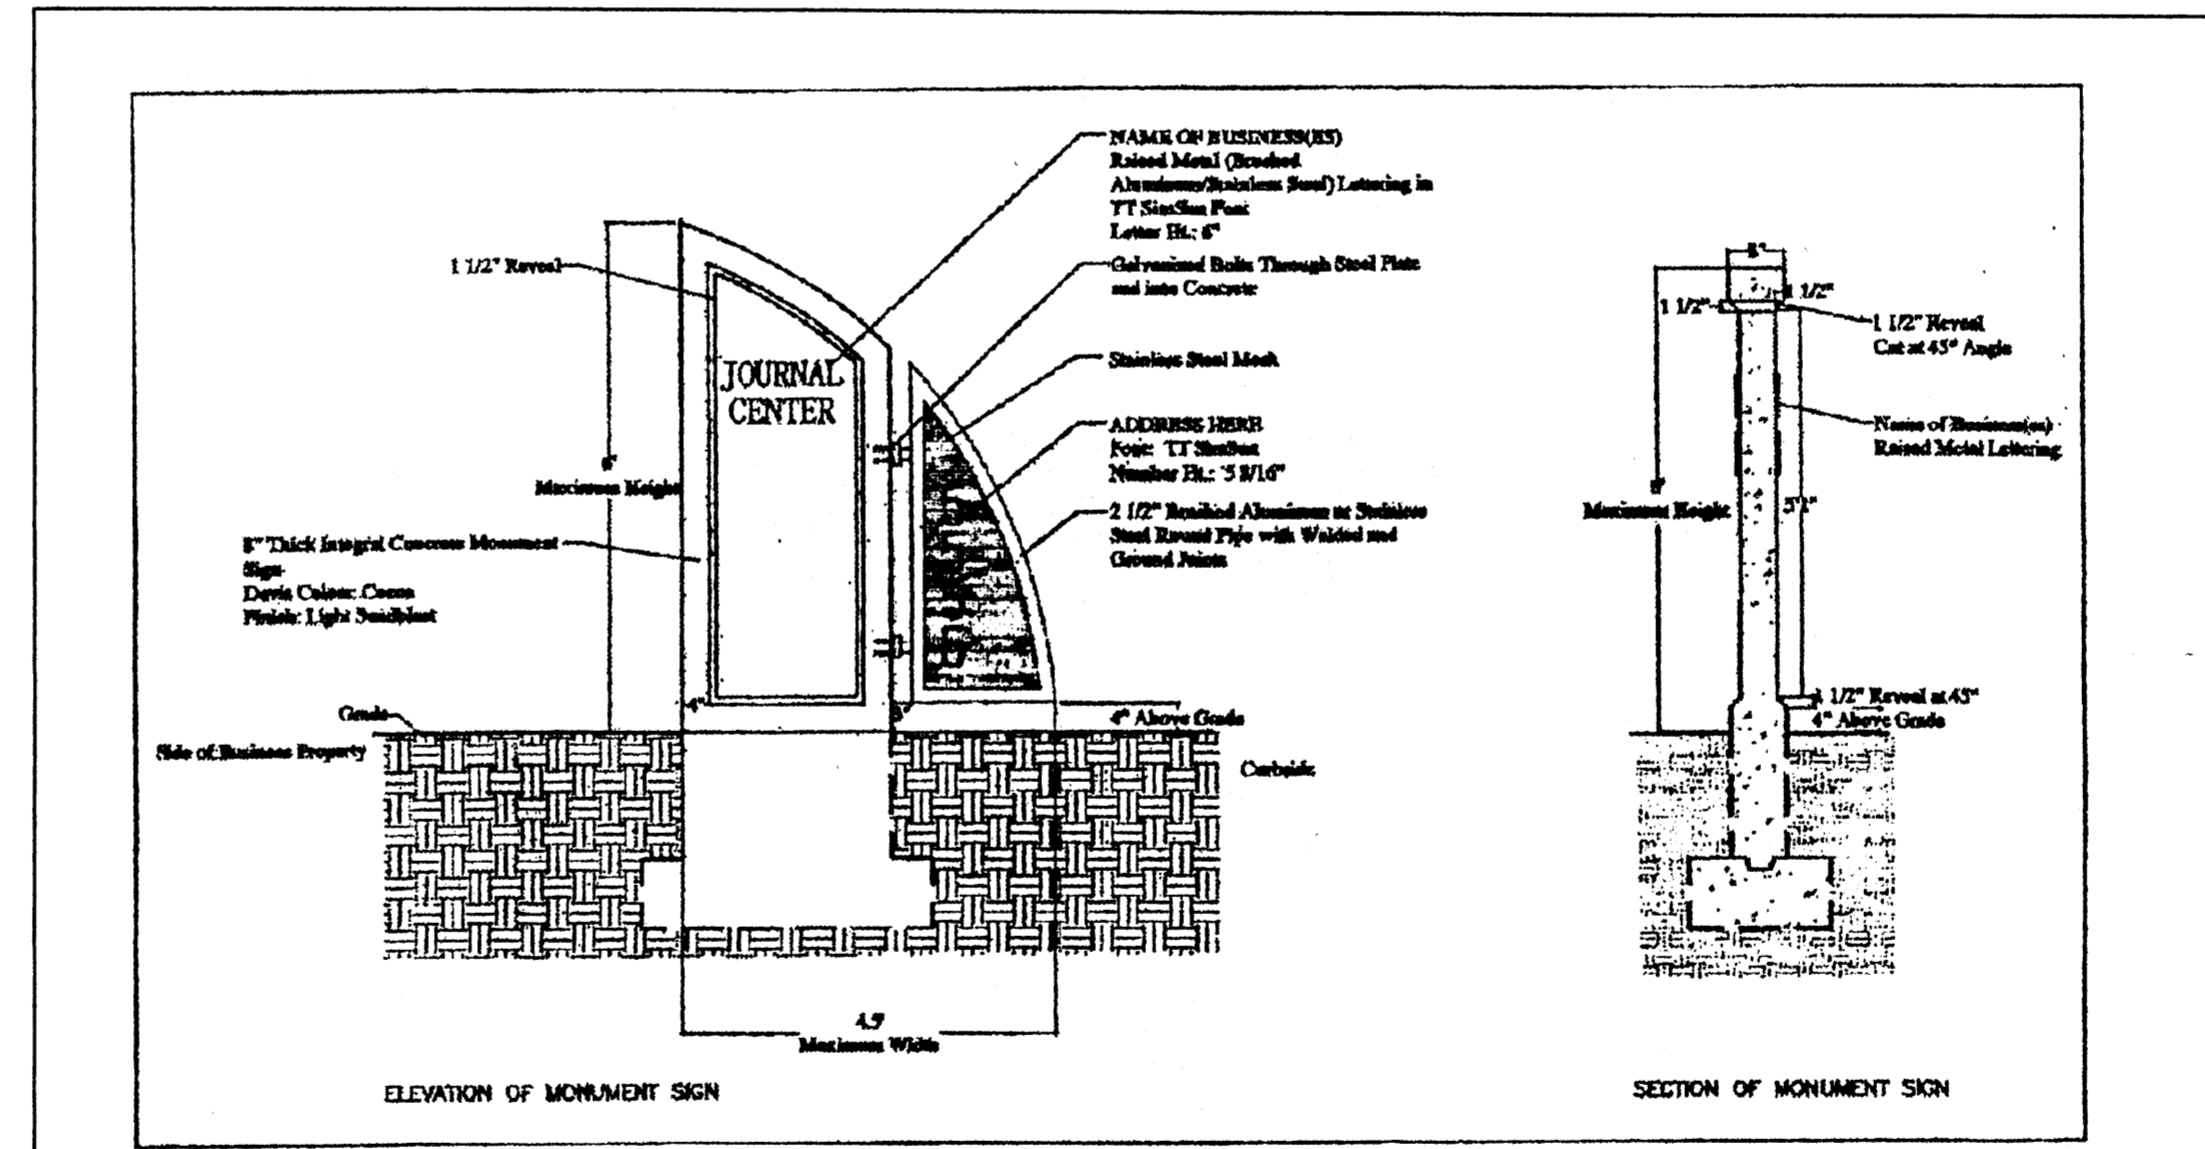 NAME OF BUSINESS(ES)
Raised Metal (Brushed
Aluminum/Stainless Steel) Lettering in
TT SimSun Font
Letter Ht.: 6"
1 1/2" Reveal
Galvanized Bolts Through Steel Plate
and into Concrete
JOURNAL
CENTER
Stainless Steel Mesh
ADDRESS HERE
Font: TT SimSun
Number Ht.: 5 8/16"
Maximum Height
2 1/2" Brushed Aluminum or Stainless
Steel Round Pipe with Welded and
Ground Joints
8" Thick Integral Concrete Monument
Sign
Davis Colour: Cocoa
Finish: Light Sandblast
4"
Grade
4" Above Grade
Side of Business Property
Curbside
4.5'
Maximum Width
ELEVATION OF MONUMENT SIGN
8"
1 1/2"
1 1/2"
1 1/2" Reveal
Cut at 45° Angle
Name of Business(es)
Raised Metal Lettering
Maximum Height
1 1/2" Reveal at 45°
4" Above Grade
SECTION OF MONUMENT SIGN